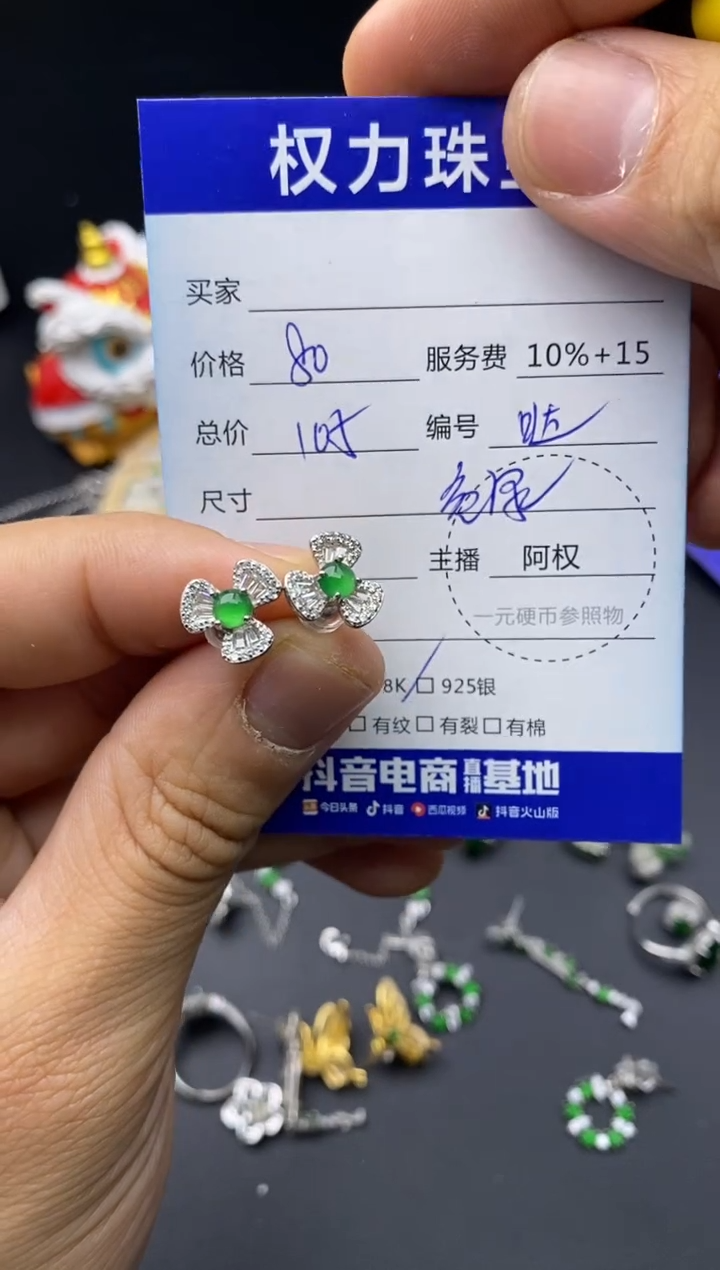 权力珠
买家
价格 80 服务费 10%+15
总价 105 编号
尺寸
主播 阿权
一元硬币参照物
8K 925银
有纹 有裂 有棉
抖音电商直播基地
今日头条 抖音 西瓜视频 抖音火山版